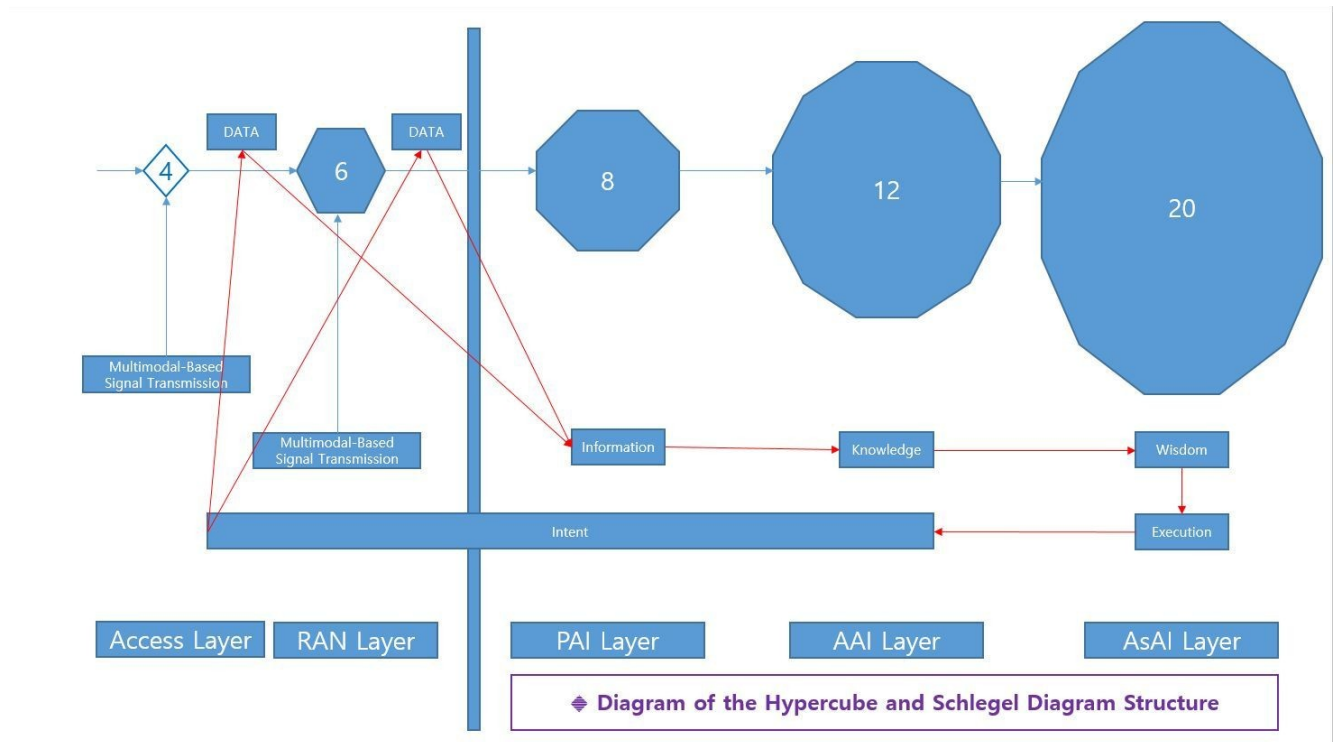 DATA
DATA
4
6
8
12
20
Multimodal-Based
Signal Transmission
Multimodal-Based
Signal Transmission
Information
Knowledge
Wisdom
Intent
Execution
Access Layer
RAN Layer
PAI Layer
AAI Layer
AsAI Layer
Diagram of the Hypercube and Schlegel Diagram Structure